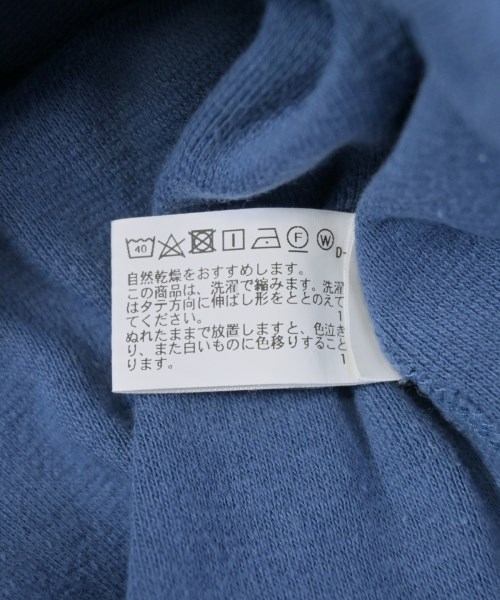 40 F W
D-
自然乾燥をおすすめします。
この商品は、洗濯で縮みます。洗濯
はタテ方向に伸ばし形をととのえて
てください。 1
ぬれたままで放置しますと、色泣き
り、また白いものに色移りすること
ります。 1